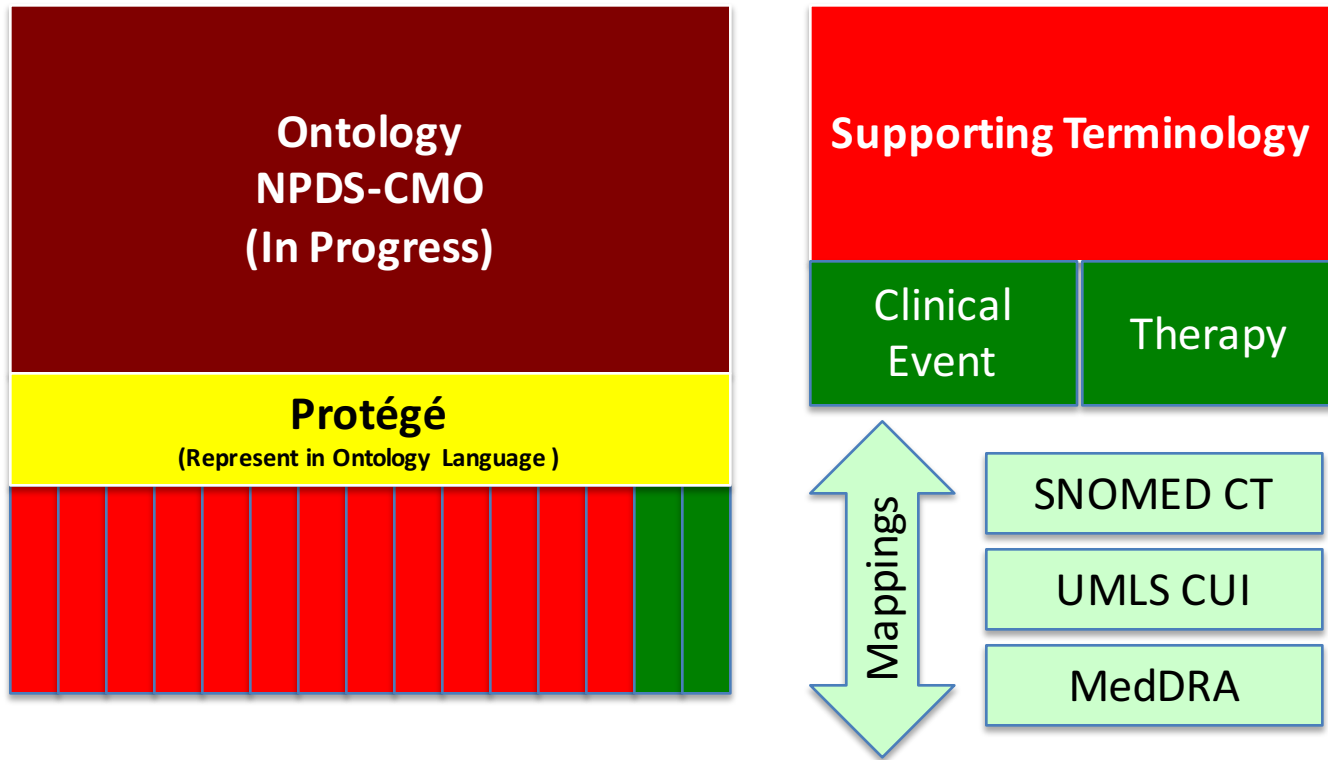 Ontology
NPDS-CMO
(In Progress)
Protégé
(Represent in Ontology Language )
Supporting Terminology
Clinical
Event
Therapy
Mappings
SNOMED CT
UMLS CUI
MedDRA